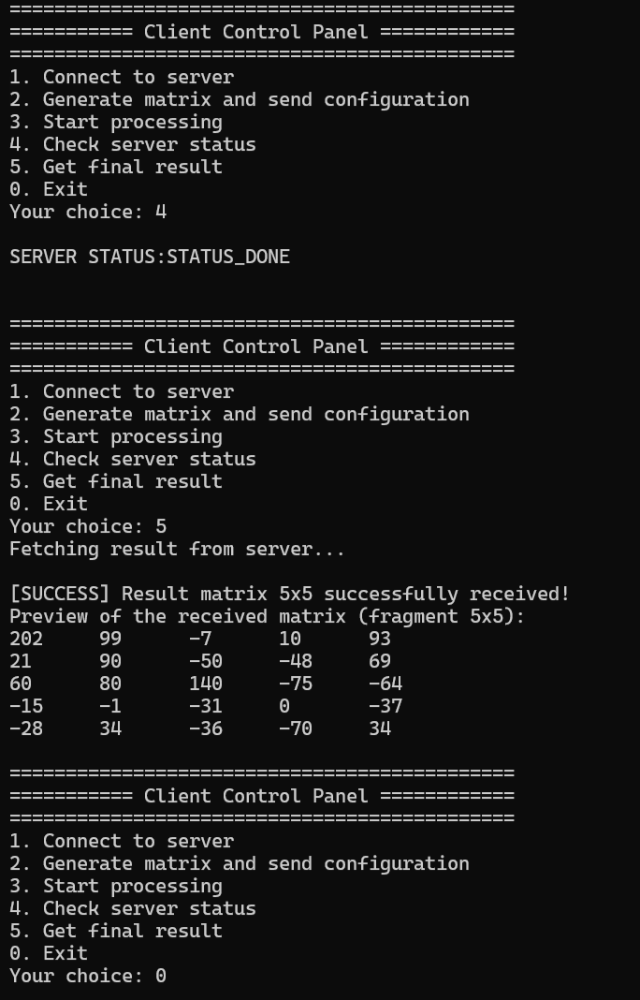 =============================================
=========== Client Control Panel ============
=============================================
1. Connect to server
2. Generate matrix and send configuration
3. Start processing
4. Check server status
5. Get final result
0. Exit
Your choice: 4
SERVER STATUS:STATUS_DONE
=============================================
=========== Client Control Panel ============
=============================================
1. Connect to server
2. Generate matrix and send configuration
3. Start processing
4. Check server status
5. Get final result
0. Exit
Your choice: 5
Fetching result from server...
[SUCCESS] Result matrix 5x5 successfully received!
Preview of the received matrix (fragment 5x5):
202     99      -7      10      93
21      90      -50     -48     69
60      80      140     -75     -64
-15     -1      -31     0       -37
-28     34      -36     -70     34
=============================================
=========== Client Control Panel ============
=============================================
1. Connect to server
2. Generate matrix and send configuration
3. Start processing
4. Check server status
5. Get final result
0. Exit
Your choice: 0